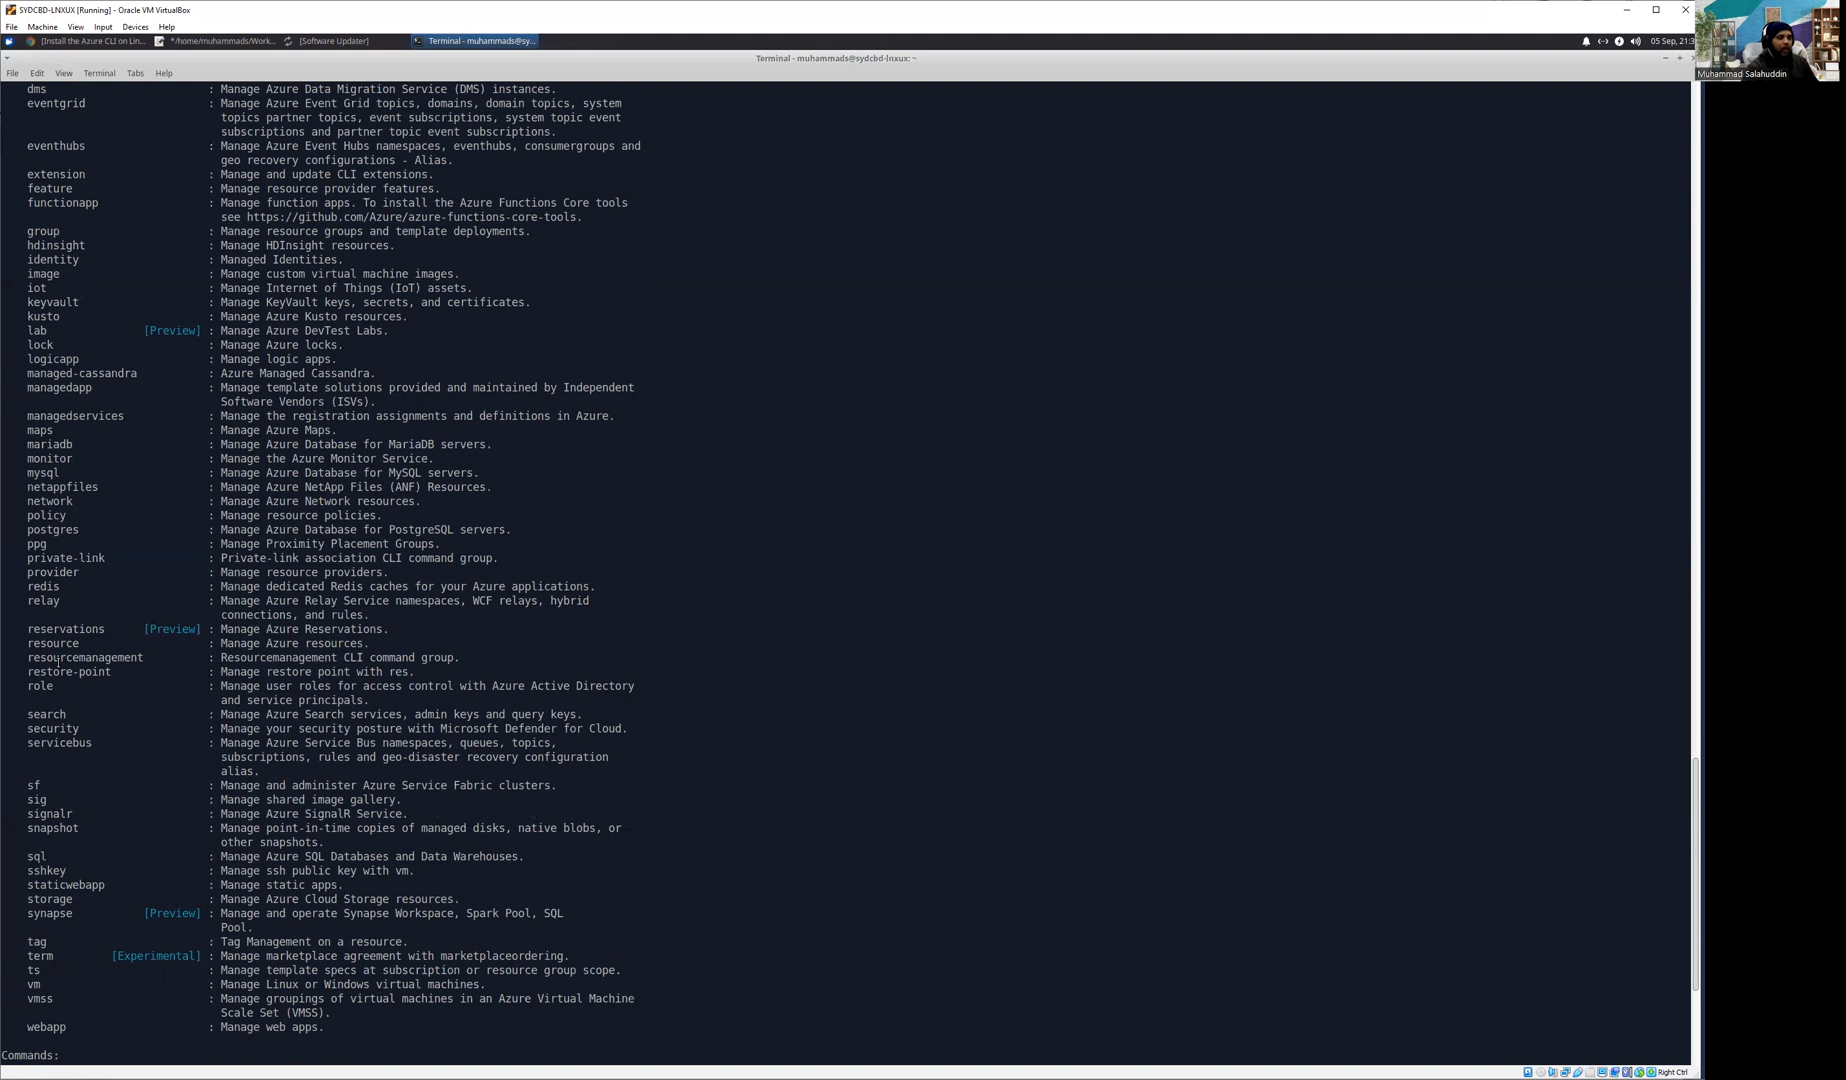 SYDCBD-LNXUX [Running] - Oracle VM VirtualBox
File Machine Input Devices Help
[Install the Azure CLI on Lin... */home/muhammads/Work... [Software Updater] Terminal - muhammads@sy... 05 Sep, 21:3
Muhammad Salahuddin
Terminal - muhammads@sydcbd-lnxux: ~
File Edit View Terminal Tabs Help
dms : Manage Azure Data Migration Service (DMS) instances.
eventgrid : Manage Azure Event Grid topics, domains, domain topics, system
topics partner topics, event subscriptions, system topic event
subscriptions and partner topic event subscriptions.
eventhubs : Manage Azure Event Hubs namespaces, eventhubs, consumergroups and
geo recovery configurations - Alias.
extension : Manage and update CLI extensions.
feature : Manage resource provider features.
functionapp : Manage function apps. To install the Azure Functions Core tools
see https://github.com/Azure/azure-functions-core-tools.
group : Manage resource groups and template deployments.
hdinsight : Manage HDInsight resources.
identity : Managed Identities.
image : Manage custom virtual machine images.
iot : Manage Internet of Things (IoT) assets.
keyvault : Manage KeyVault keys, secrets, and certificates.
kusto : Manage Azure Kusto resources.
lab [Preview] : Manage Azure DevTest Labs.
lock : Manage Azure locks.
logicapp : Manage logic apps.
managed-cassandra : Azure Managed Cassandra.
managedapp : Manage template solutions provided and maintained by Independent
Software Vendors (ISVs).
managedservices : Manage the registration assignments and definitions in Azure.
maps : Manage Azure Maps.
mariadb : Manage Azure Database for MariaDB servers.
monitor : Manage the Azure Monitor Service.
mysql : Manage Azure Database for MySQL servers.
netappfiles : Manage Azure NetApp Files (ANF) Resources.
network : Manage Azure Network resources.
policy : Manage resource policies.
postgres : Manage Azure Database for PostgreSQL servers.
ppg : Manage Proximity Placement Groups.
private-link : Private-link association CLI command group.
provider : Manage resource providers.
redis : Manage dedicated Redis caches for your Azure applications.
relay : Manage Azure Relay Service namespaces, WCF relays, hybrid
connections, and rules.
reservations [Preview] : Manage Azure Reservations.
resource : Manage Azure resources.
resourcemanagement : Resourcemanagement CLI command group.
restore-point : Manage restore point with res.
role : Manage user roles for access control with Azure Active Directory
and service principals.
search : Manage Azure Search services, admin keys and query keys.
security : Manage your security posture with Microsoft Defender for Cloud.
servicebus : Manage Azure Service Bus namespaces, queues, topics,
subscriptions, rules and geo-disaster recovery configuration
alias.
sf : Manage and administer Azure Service Fabric clusters.
sig : Manage shared image gallery.
signalr : Manage Azure SignalR Service.
snapshot : Manage point-in-time copies of managed disks, native blobs, or
other snapshots.
sql : Manage Azure SQL Databases and Data Warehouses.
sshkey : Manage ssh public key with vm.
staticwebapp : Manage static apps.
storage : Manage Azure Cloud Storage resources.
synapse [Preview] : Manage and operate Synapse Workspace, Spark Pool, SQL
Pool.
tag : Tag Management on a resource.
term [Experimental] : Manage marketplace agreement with marketplaceordering.
ts : Manage template specs at subscription or resource group scope.
vm : Manage Linux or Windows virtual machines.
vmss : Manage groupings of virtual machines in an Azure Virtual Machine
Scale Set (VMSS).
webapp : Manage web apps.
Commands:
Right Ctrl